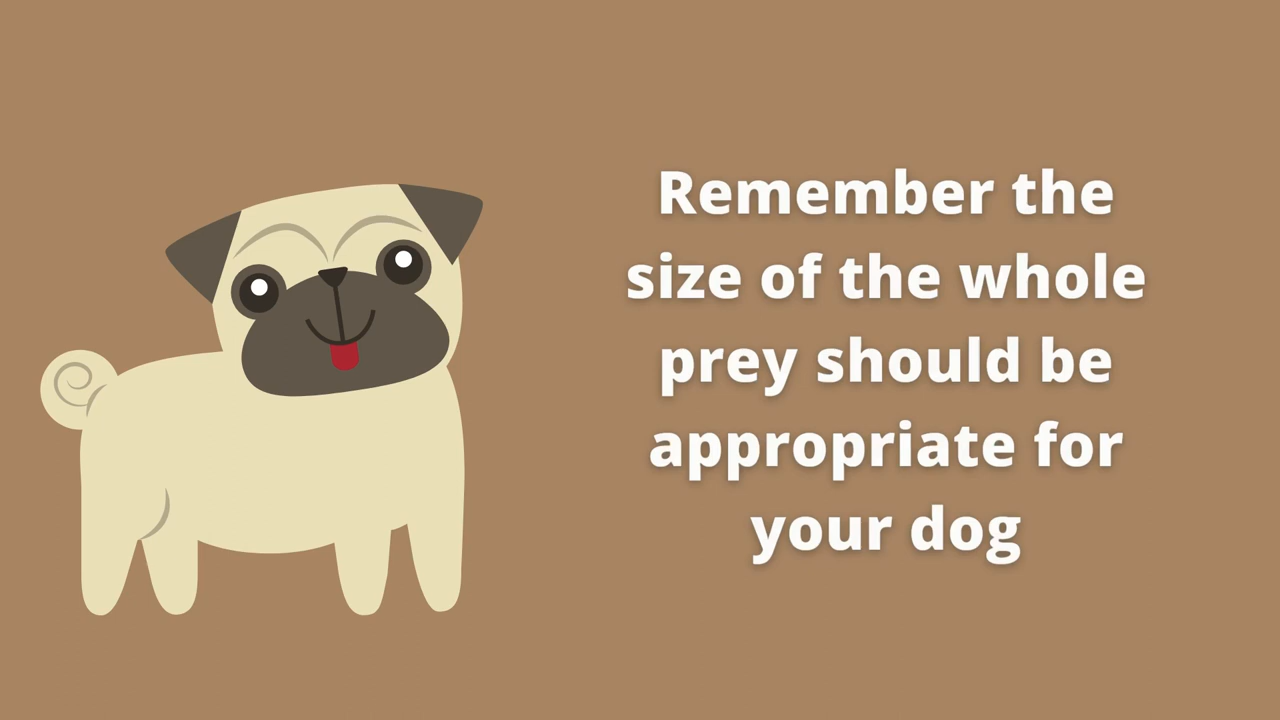 Remember the
size of the whole
prey should be
appropriate for
your dog